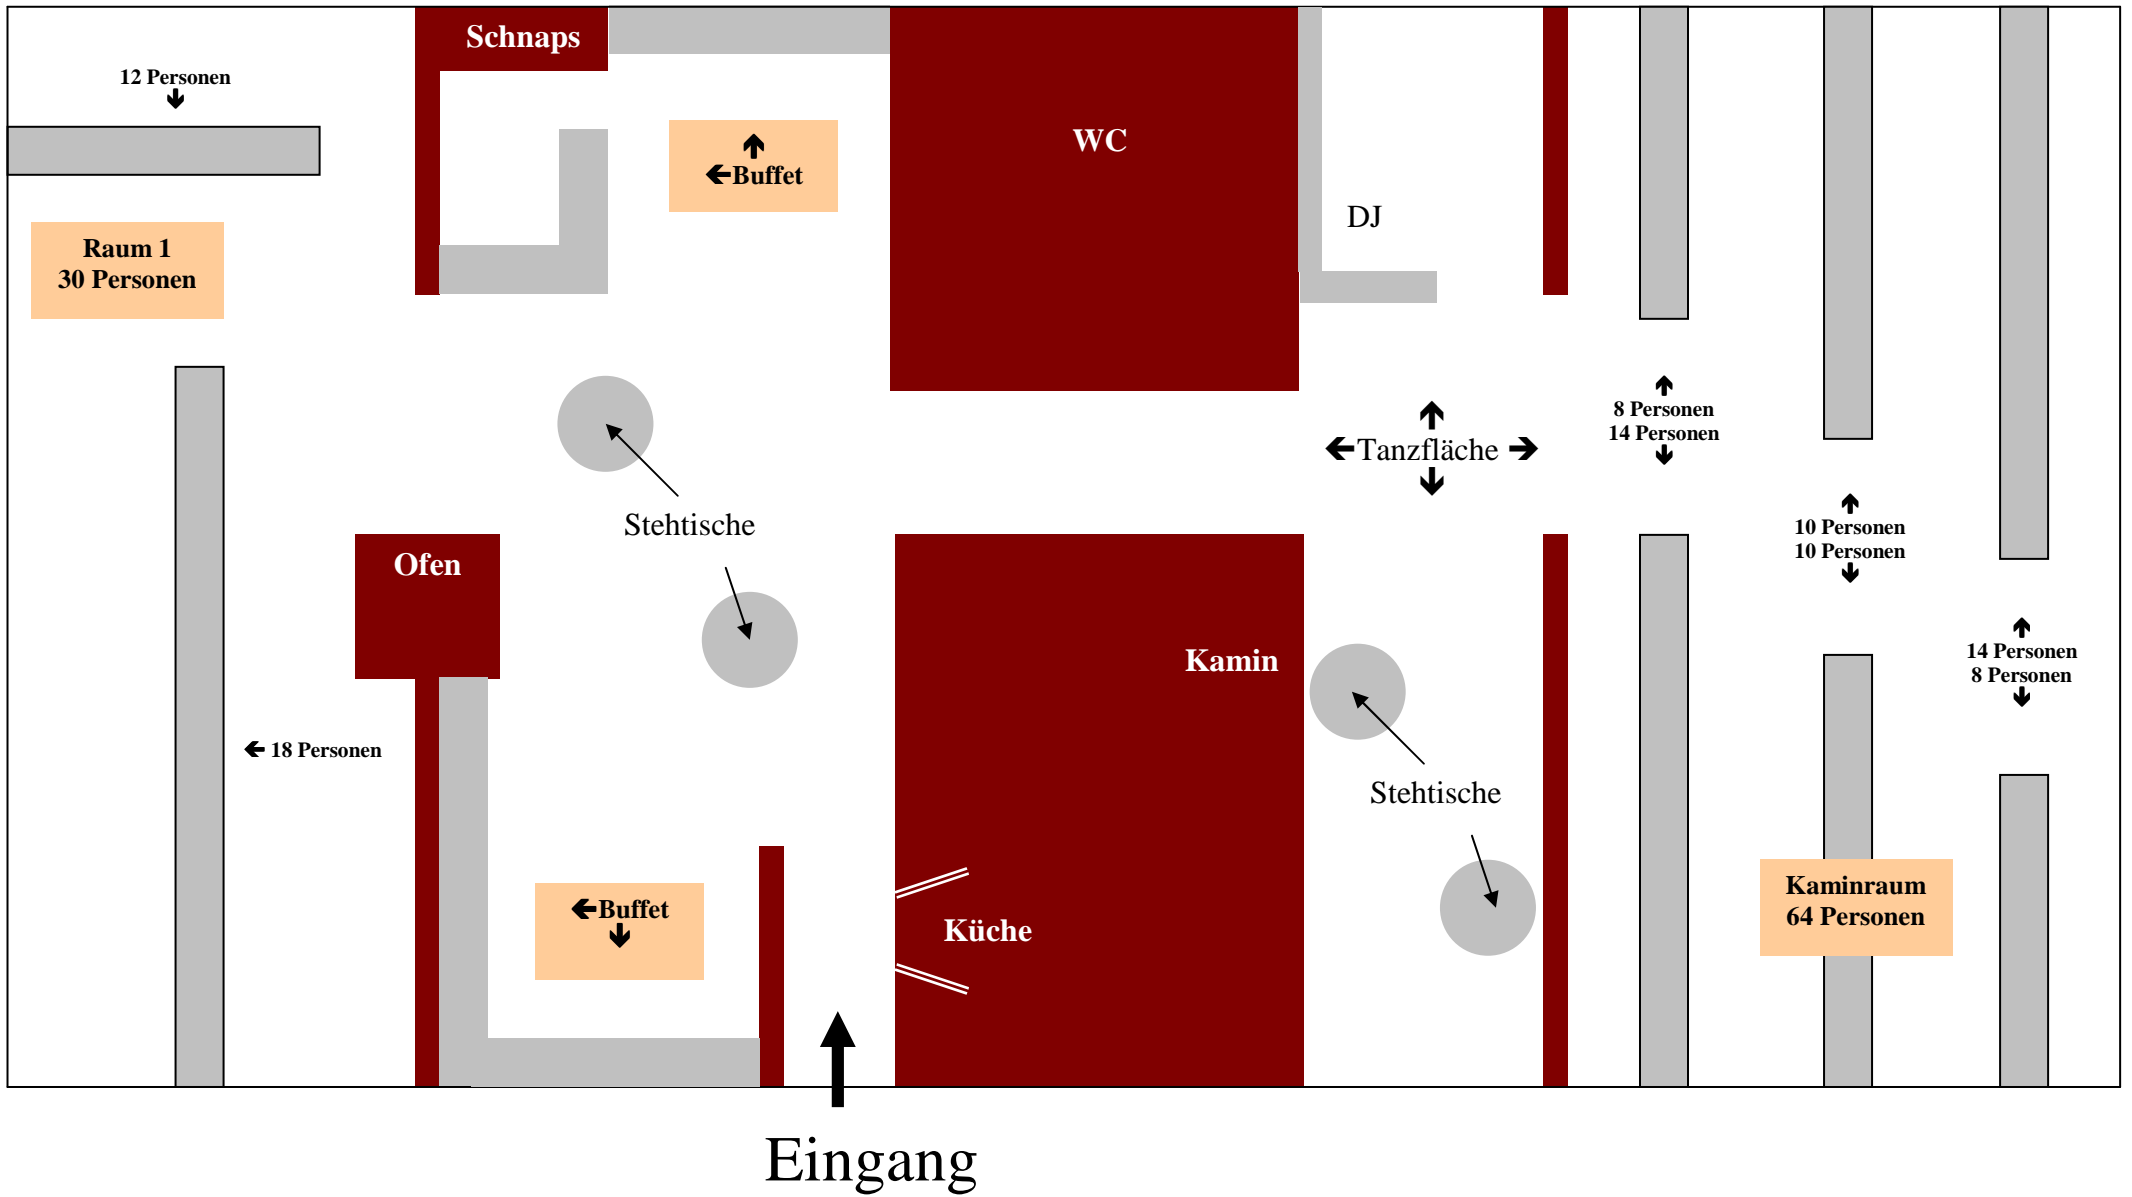 Schnaps
12 Personen
WC
Buffet
DJ
Raum 1
30 Personen
8 Personen
14 Personen
Tanzfläche
Stehtische
10 Personen
10 Personen
Ofen
Kamin
14 Personen
8 Personen
18 Personen
Stehtische
Kaminraum
64 Personen
Buffet
Küche
Eingang